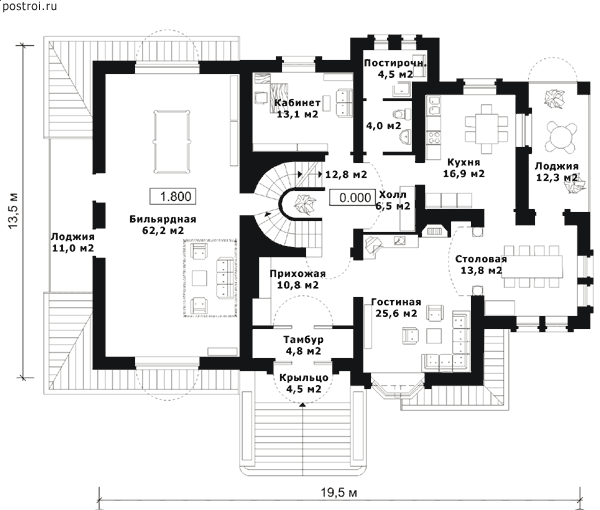 postroi.ru
Постирочн.
4,5 м2
Кабинет
13,1 м2
4,0 м2
Кухня
16,9 м2
Лоджия
12,3 м2
12,8 м2
1.800
0.000
Холл
6,5 м2
Бильярдная
62,2 м2
Лоджия
11,0 м2
13,5 м
Столовая
13,8 м2
Прихожая
10,8 м2
Гостиная
25,6 м2
Тамбур
4,8 м2
Крыльцо
4,5 м2
19,5 м